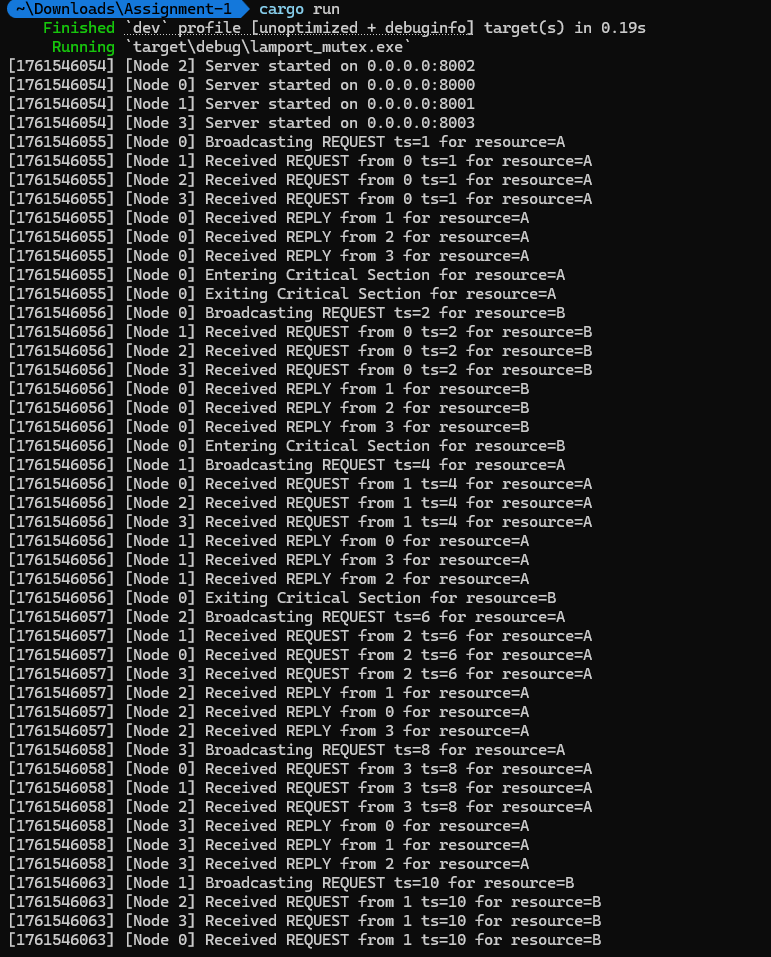 ~\Downloads\Assignment-1 cargo run
Finished `dev` profile [unoptimized + debuginfo] target(s) in 0.19s
Running `target\debug\lamport_mutex.exe`
[1761546054] [Node 2] Server started on 0.0.0.0:8002
[1761546054] [Node 0] Server started on 0.0.0.0:8000
[1761546054] [Node 1] Server started on 0.0.0.0:8001
[1761546054] [Node 3] Server started on 0.0.0.0:8003
[1761546055] [Node 0] Broadcasting REQUEST ts=1 for resource=A
[1761546055] [Node 1] Received REQUEST from 0 ts=1 for resource=A
[1761546055] [Node 2] Received REQUEST from 0 ts=1 for resource=A
[1761546055] [Node 3] Received REQUEST from 0 ts=1 for resource=A
[1761546055] [Node 0] Received REPLY from 1 for resource=A
[1761546055] [Node 0] Received REPLY from 2 for resource=A
[1761546055] [Node 0] Received REPLY from 3 for resource=A
[1761546055] [Node 0] Entering Critical Section for resource=A
[1761546055] [Node 0] Exiting Critical Section for resource=A
[1761546056] [Node 0] Broadcasting REQUEST ts=2 for resource=B
[1761546056] [Node 1] Received REQUEST from 0 ts=2 for resource=B
[1761546056] [Node 2] Received REQUEST from 0 ts=2 for resource=B
[1761546056] [Node 3] Received REQUEST from 0 ts=2 for resource=B
[1761546056] [Node 0] Received REPLY from 1 for resource=B
[1761546056] [Node 0] Received REPLY from 2 for resource=B
[1761546056] [Node 0] Received REPLY from 3 for resource=B
[1761546056] [Node 0] Entering Critical Section for resource=B
[1761546056] [Node 1] Broadcasting REQUEST ts=4 for resource=A
[1761546056] [Node 0] Received REQUEST from 1 ts=4 for resource=A
[1761546056] [Node 2] Received REQUEST from 1 ts=4 for resource=A
[1761546056] [Node 3] Received REQUEST from 1 ts=4 for resource=A
[1761546056] [Node 1] Received REPLY from 0 for resource=A
[1761546056] [Node 1] Received REPLY from 3 for resource=A
[1761546056] [Node 1] Received REPLY from 2 for resource=A
[1761546056] [Node 0] Exiting Critical Section for resource=B
[1761546057] [Node 2] Broadcasting REQUEST ts=6 for resource=A
[1761546057] [Node 1] Received REQUEST from 2 ts=6 for resource=A
[1761546057] [Node 0] Received REQUEST from 2 ts=6 for resource=A
[1761546057] [Node 3] Received REQUEST from 2 ts=6 for resource=A
[1761546057] [Node 2] Received REPLY from 1 for resource=A
[1761546057] [Node 2] Received REPLY from 0 for resource=A
[1761546057] [Node 2] Received REPLY from 3 for resource=A
[1761546058] [Node 3] Broadcasting REQUEST ts=8 for resource=A
[1761546058] [Node 0] Received REQUEST from 3 ts=8 for resource=A
[1761546058] [Node 1] Received REQUEST from 3 ts=8 for resource=A
[1761546058] [Node 2] Received REQUEST from 3 ts=8 for resource=A
[1761546058] [Node 3] Received REPLY from 0 for resource=A
[1761546058] [Node 3] Received REPLY from 1 for resource=A
[1761546058] [Node 3] Received REPLY from 2 for resource=A
[1761546063] [Node 1] Broadcasting REQUEST ts=10 for resource=B
[1761546063] [Node 2] Received REQUEST from 1 ts=10 for resource=B
[1761546063] [Node 3] Received REQUEST from 1 ts=10 for resource=B
[1761546063] [Node 0] Received REQUEST from 1 ts=10 for resource=B